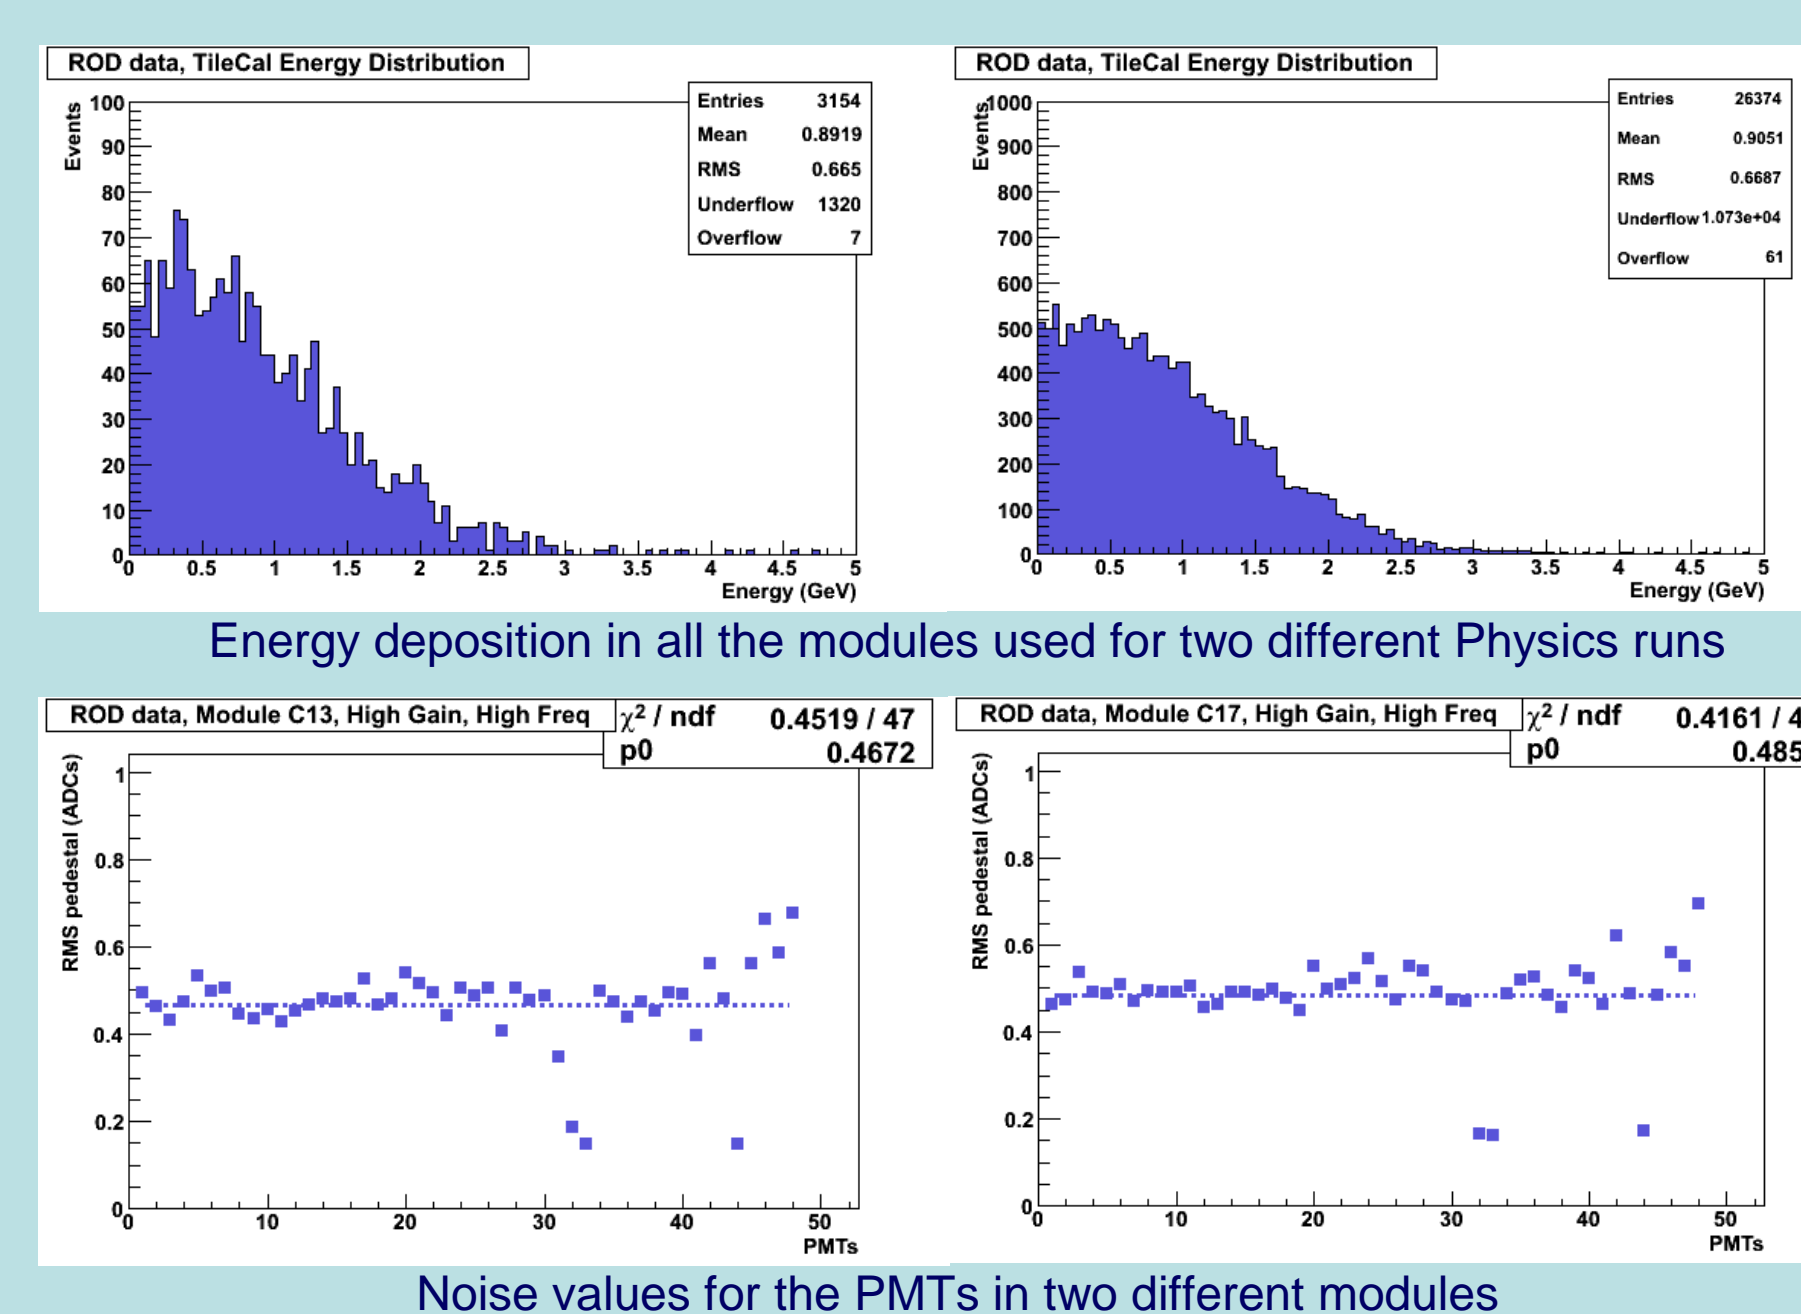 ROD data, TileCal Energy Distribution
Events
100
90
80
70
60
50
40
30
20
10
0
Entries 3154
Mean 0.8919
RMS 0.665
Underflow 1320
Overflow 7
0 0.5 1 1.5 2 2.5 3 3.5 4 4.5 5
Energy (GeV)
ROD data, TileCal Energy Distribution
Events
1000
900
800
700
600
500
400
300
200
100
0
Entries 26374
Mean 0.9051
RMS 0.6687
Underflow 1.073e+04
Overflow 61
0 0.5 1 1.5 2 2.5 3 3.5 4 4.5 5
Energy (GeV)
Energy deposition in all the modules used for two different Physics runs
ROD data, Module C13, High Gain, High Freq
χ² / ndf 0.4519 / 47
p0 0.4672
RMS pedestal (ADCs)
1
0.8
0.6
0.4
0.2
0
0 10 20 30 40 50
PMTs
ROD data, Module C17, High Gain, High Freq
χ² / ndf 0.4161 / 4
p0 0.485
RMS pedestal (ADCs)
1
0.8
0.6
0.4
0.2
0
0 10 20 30 40 50
PMTs
Noise values for the PMTs in two different modules